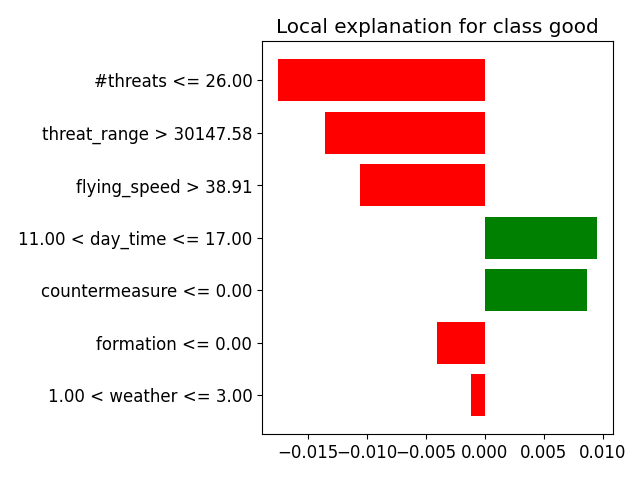 Local explanation for class good
#threats <= 26.00
threat_range > 30147.58
flying_speed > 38.91
11.00 < day_time <= 17.00
countermeasure <= 0.00
formation <= 0.00
1.00 < weather <= 3.00
−0.015−0.010−0.005 0.000 0.005 0.010